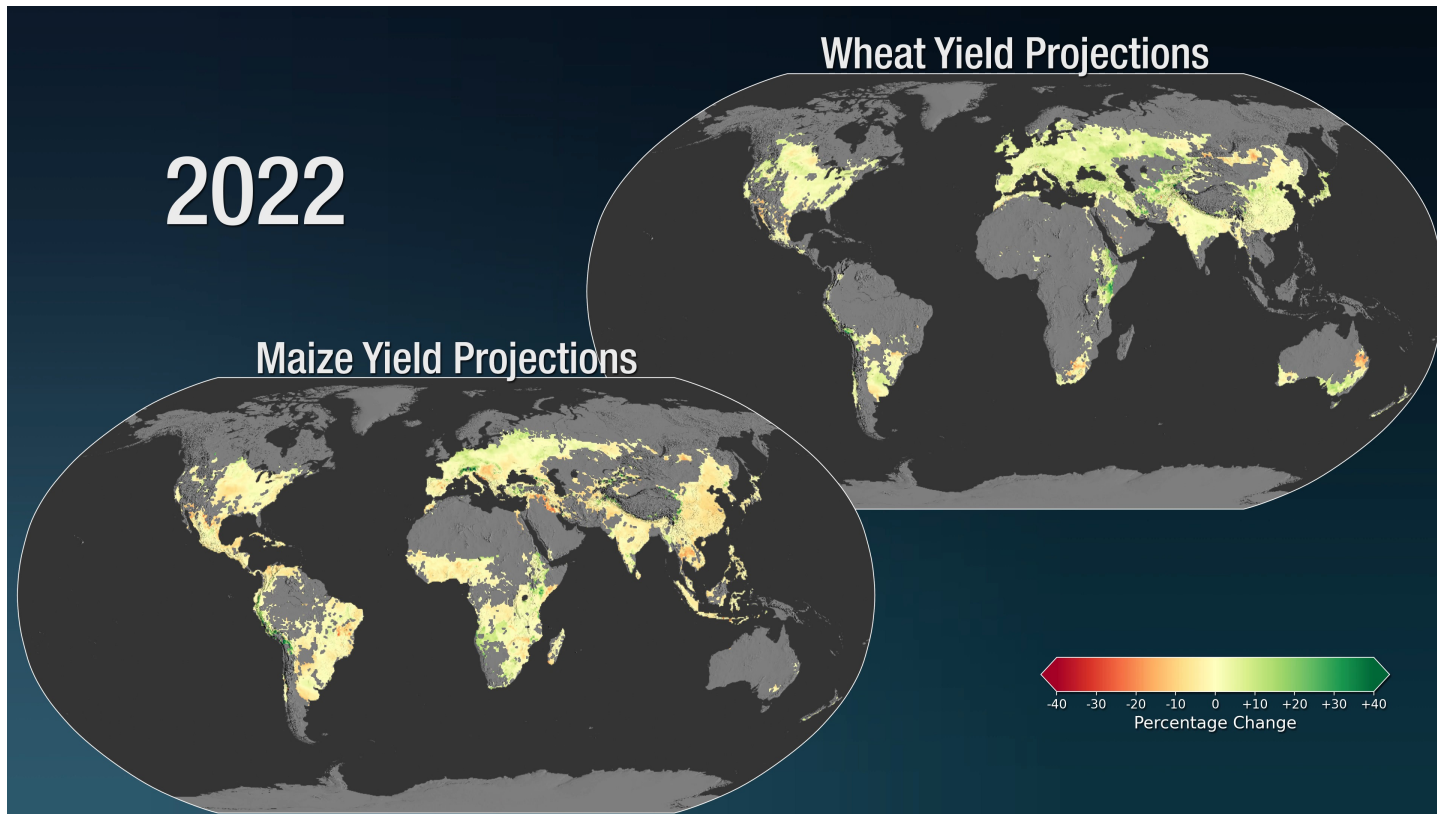 Wheat Yield Projections
2022
Maize Yield Projections
-40 -30 -20 -10 0 +10 +20 +30 +40
Percentage Change